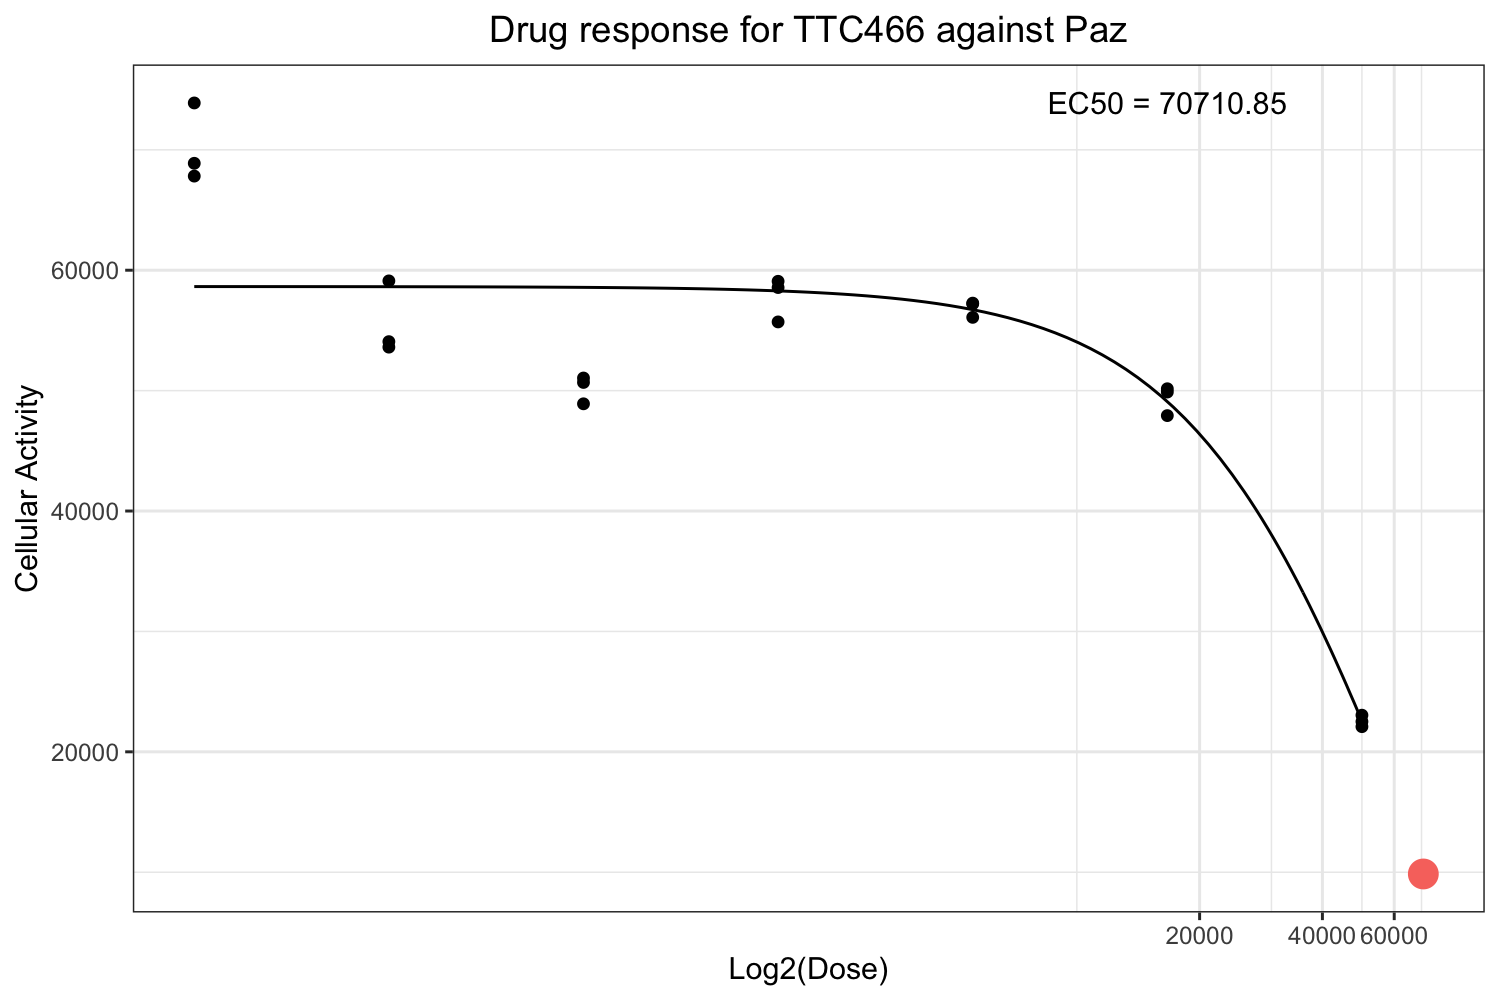 Drug response for TTC466 against Paz
EC50 = 70710.85
60000
40000
20000
Cellular Activity
20000 40000 60000
Log2(Dose)